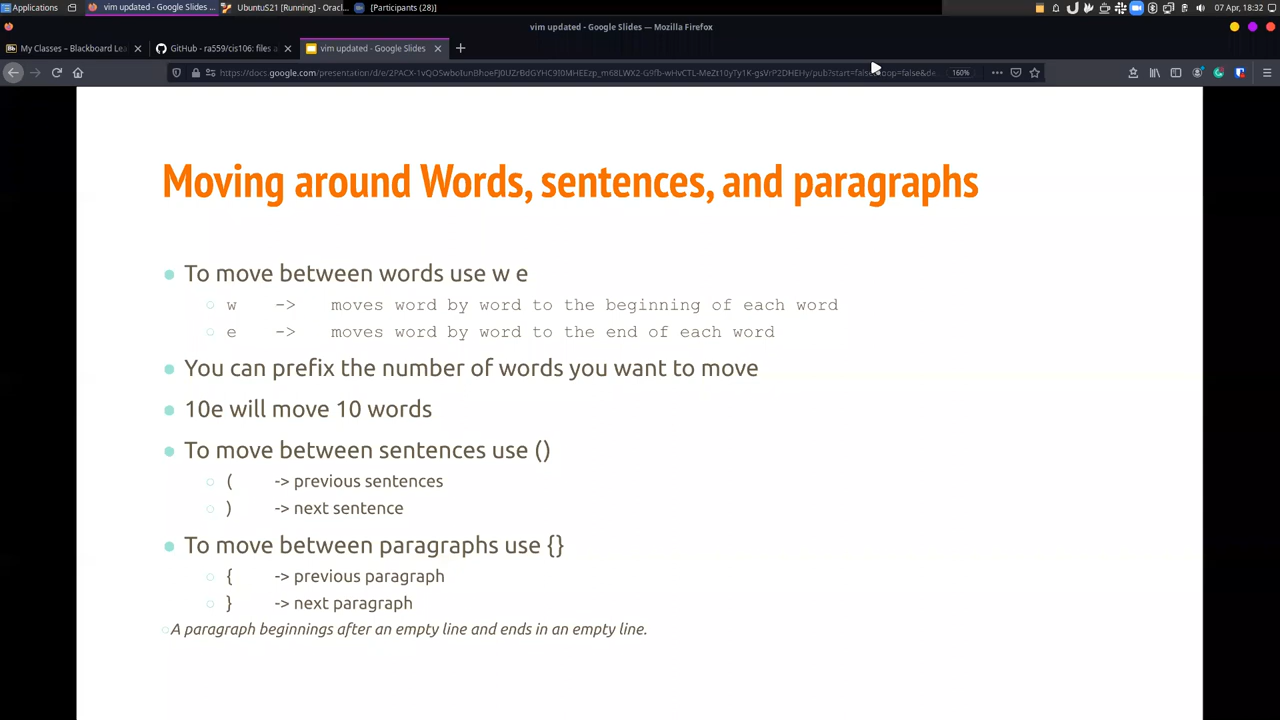 Applications
vim updated - Google Slides ...
UbuntuS21 [Running] - Oracl...
[Participants (28)]
07 Apr, 18:32
vim updated - Google Slides — Mozilla Firefox
My Classes – Blackboard Lea
GitHub - ra559/cis106: files a
vim updated - Google Slides
160%
Moving around Words, sentences, and paragraphs
● To move between words use w e
○ w -> moves word by word to the beginning of each word
○ e -> moves word by word to the end of each word
● You can prefix the number of words you want to move
● 10e will move 10 words
● To move between sentences use ()
○ ( -> previous sentences
○ ) -> next sentence
● To move between paragraphs use {}
○ { -> previous paragraph
○ } -> next paragraph
○ A paragraph beginnings after an empty line and ends in an empty line.